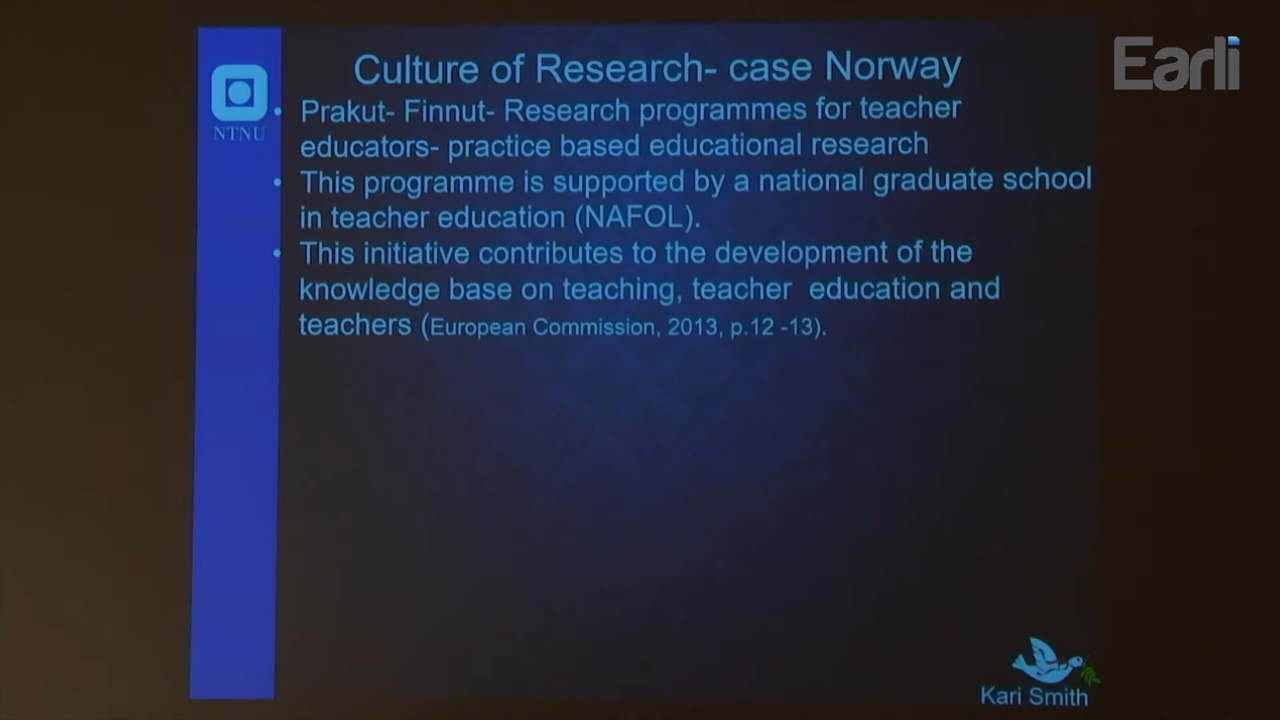 Earli
Culture of Research- case Norway
NTNU
• Prakut- Finnut- Research programmes for teacher
educators- practice based educational research
• This programme is supported by a national graduate school
in teacher education (NAFOL).
• This initiative contributes to the development of the
knowledge base on teaching, teacher education and
teachers (European Commission, 2013, p.12 -13).
Kari Smith